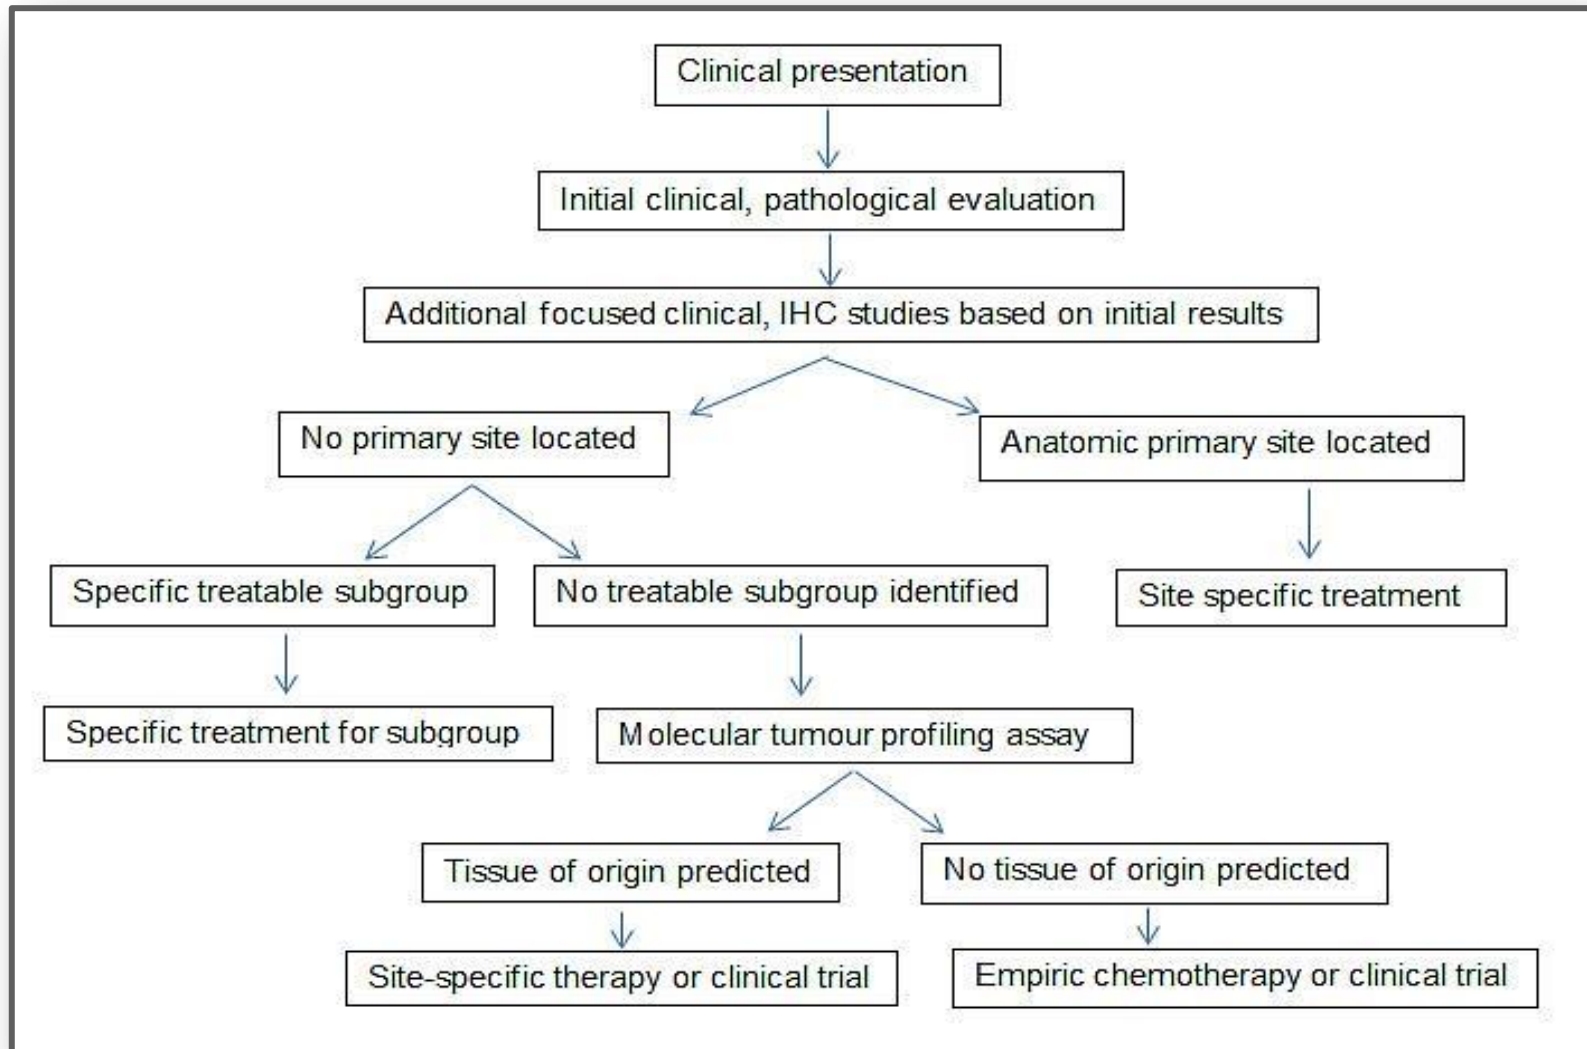 Clinical presentation
Initial clinical, pathological evaluation
Additional focused clinical, IHC studies based on initial results
No primary site located
Anatomic primary site located
Specific treatable subgroup
No treatable subgroup identified
Site specific treatment
Specific treatment for subgroup
Molecular tumour profiling assay
Tissue of origin predicted
No tissue of origin predicted
Site-specific therapy or clinical trial
Empiric chemotherapy or clinical trial